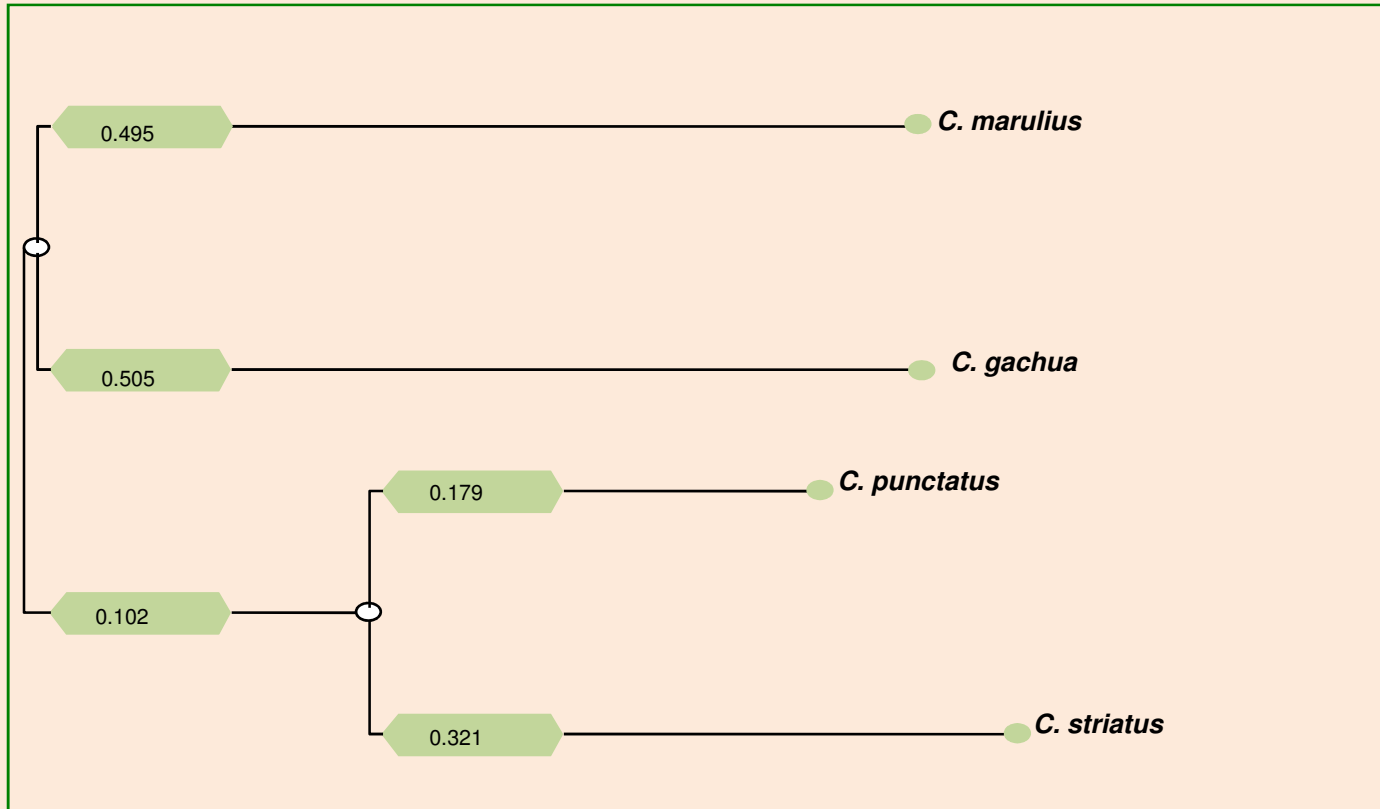 0.495
C. marulius
0.505
C. gachua
0.179
C. punctatus
0.102
0.321
C. striatus